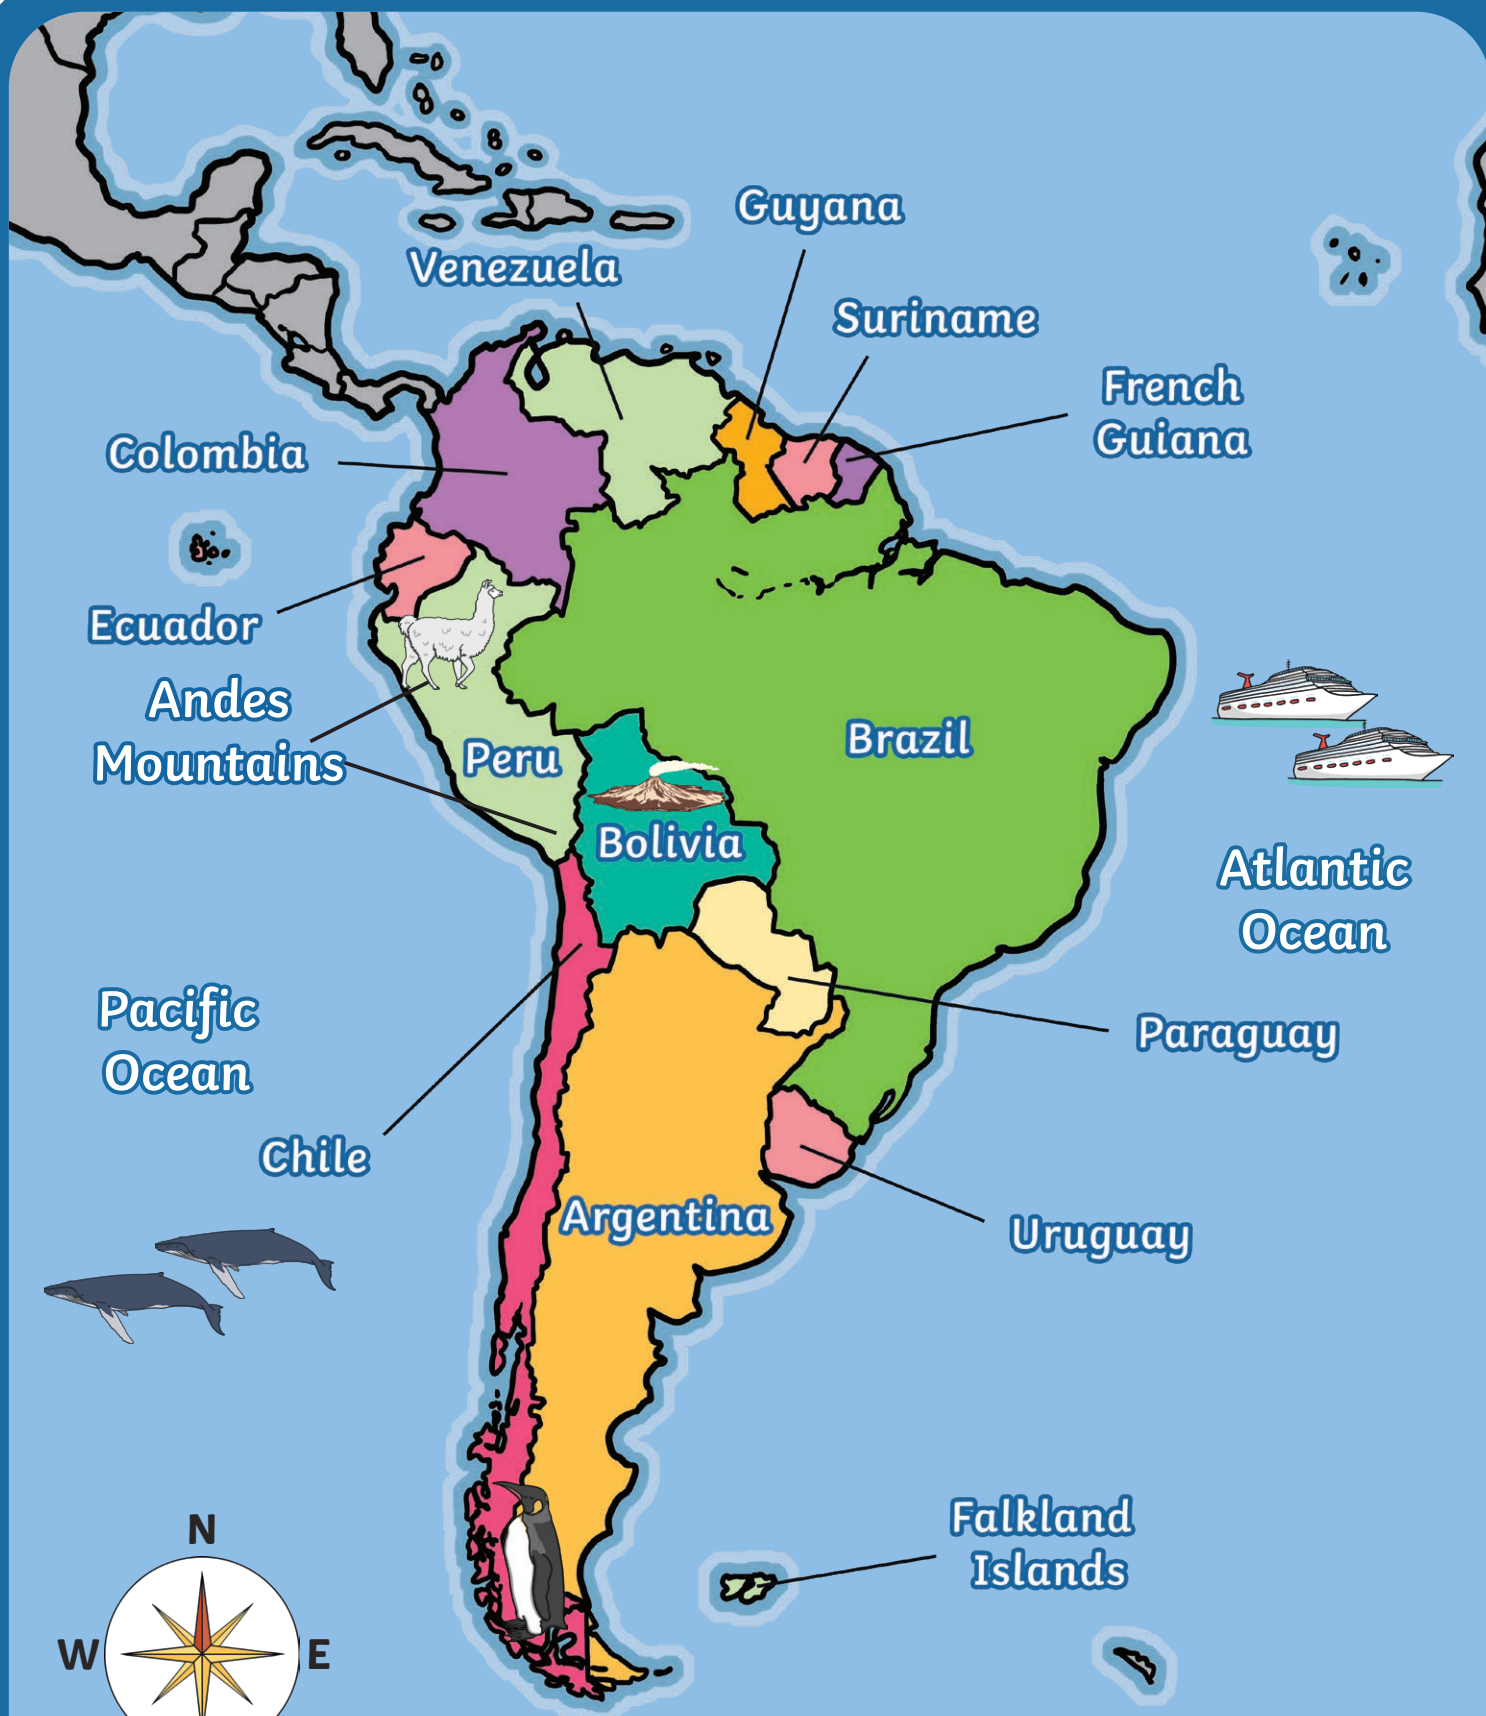 Guyana
Venezuela
Suriname
French
Guiana
Colombia
Ecuador
Andes
Mountains
Peru
Brazil
Bolivia
Atlantic
Ocean
Pacific
Ocean
Paraguay
Chile
Argentina
Uruguay
Falkland
Islands
N
W
E